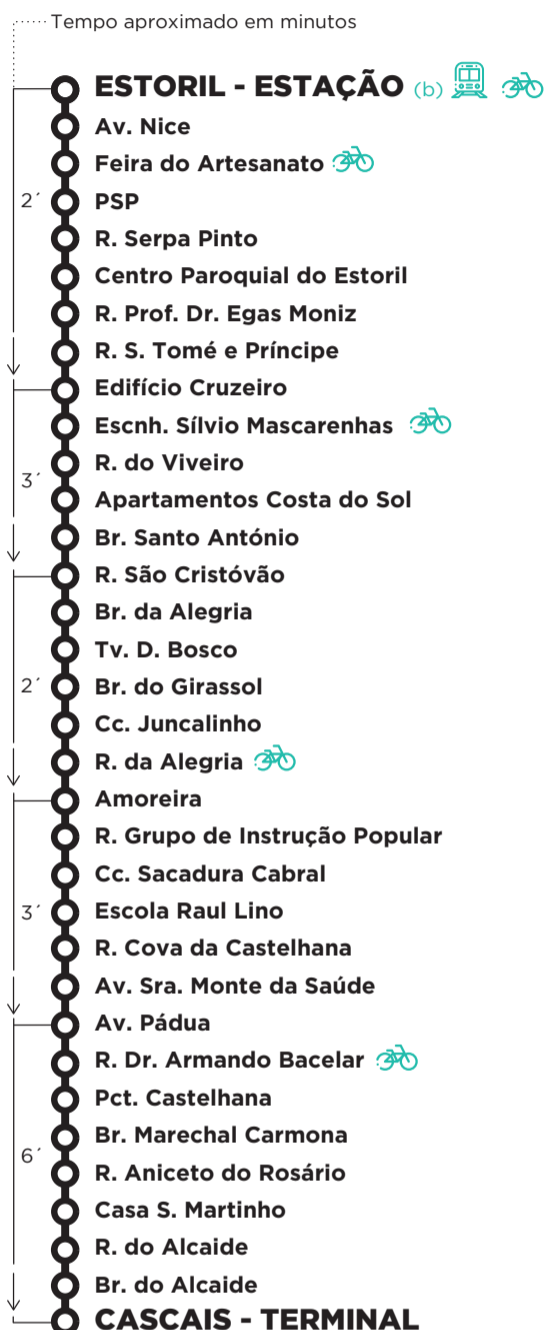 Tempo aproximado em minutos
ESTORIL - ESTAÇÃO (b)
Av. Nice
Feira do Artesanato
PSP
2´
R. Serpa Pinto
Centro Paroquial do Estoril
R. Prof. Dr. Egas Moniz
R. S. Tomé e Príncipe
Edifício Cruzeiro
Escnh. Sílvio Mascarenhas
R. do Viveiro
3´
Apartamentos Costa do Sol
Br. Santo António
R. São Cristóvão
Br. da Alegria
Tv. D. Bosco
2´
Br. do Girassol
Cc. Juncalinho
R. da Alegria
Amoreira
R. Grupo de Instrução Popular
Cc. Sacadura Cabral
3´
Escola Raul Lino
R. Cova da Castelhana
Av. Sra. Monte da Saúde
Av. Pádua
R. Dr. Armando Bacelar
Pct. Castelhana
Br. Marechal Carmona
6´
R. Aniceto do Rosário
Casa S. Martinho
R. do Alcaide
Br. do Alcaide
CASCAIS - TERMINAL